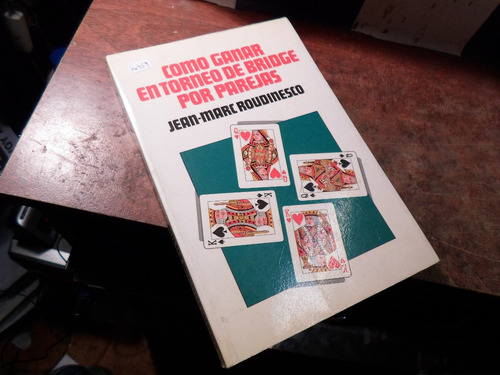 COMO GANAR
EN TORNEO DE BRIDGE
POR PAREJAS
JEAN-MARC ROUDINESCO
Q
Q
Q
K
K
K